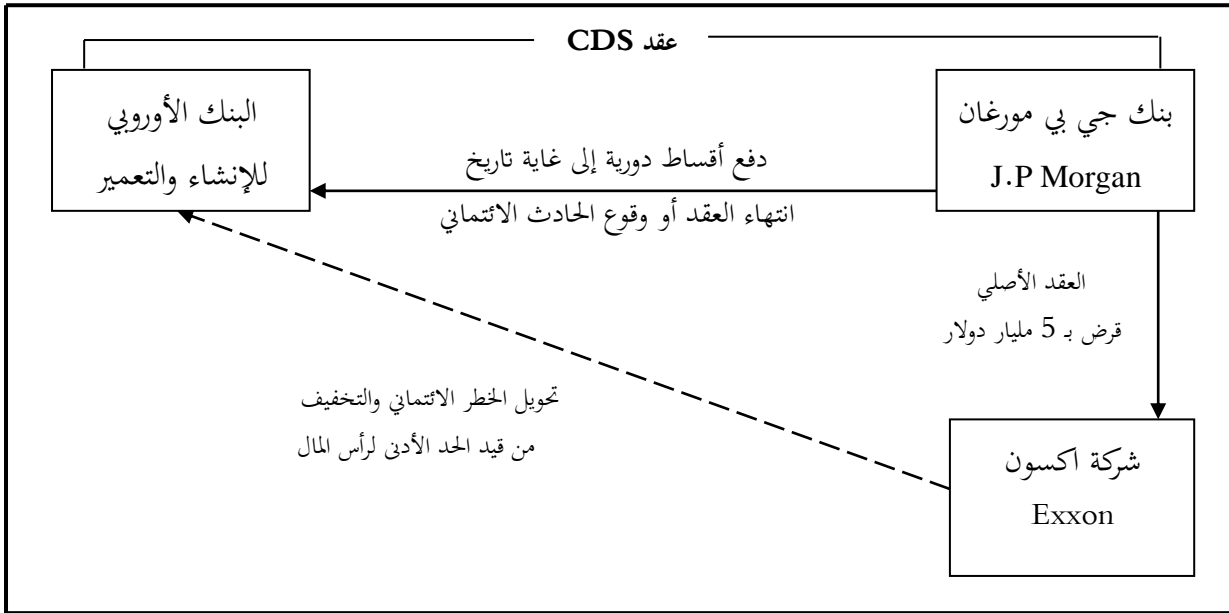 عقد CDS
بنك جي بي مورغان
J.P Morgan
البنك الأوروبي
للإنشاء والتعمير
دفع أقساط دورية إلى غاية تاريخ
انتهاء العقد أو وقوع الحادث الائتماني
العقد الأصلي
قرض بـ 5 مليار دولار
تحويل الخطر الائتماني والتخفيف
من قيد الحد الأدنى لرأس المال
شركة اكسون
Exxon